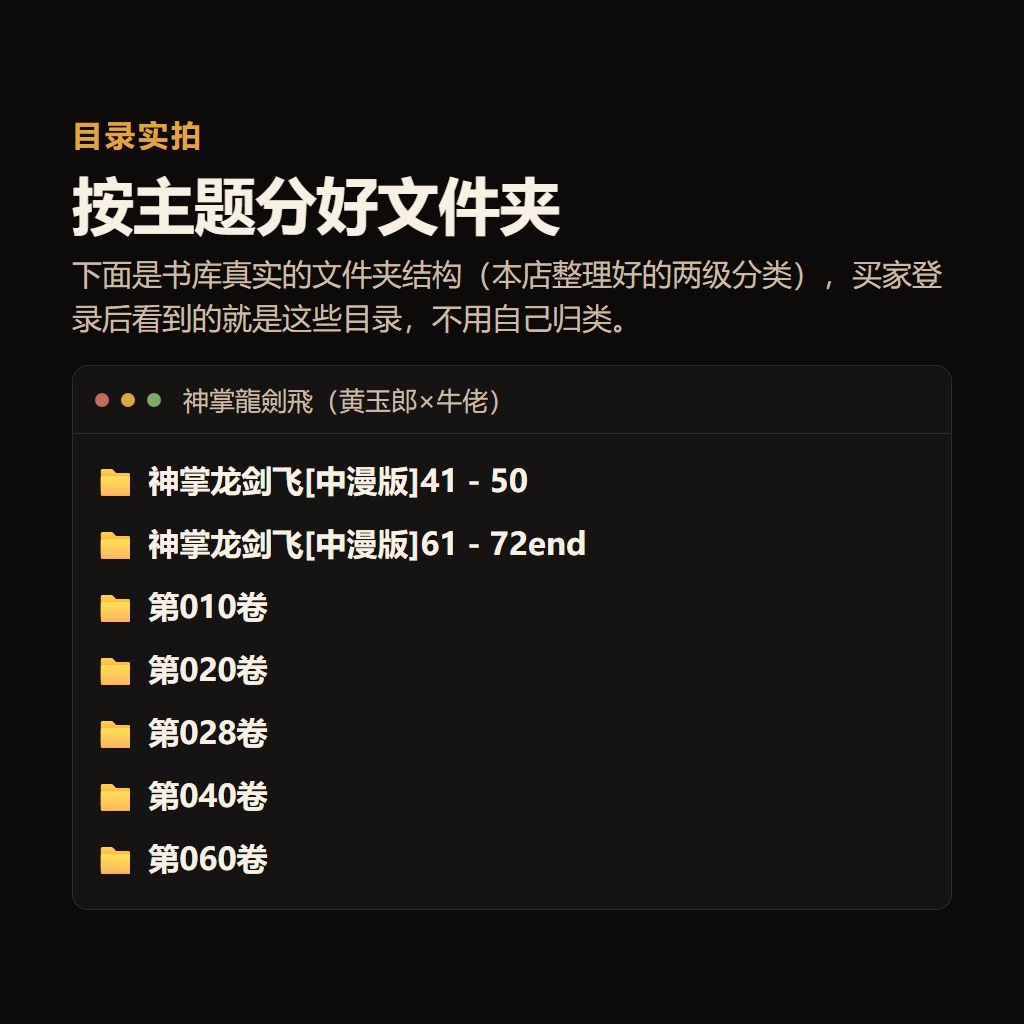 目录实拍
按主题分好文件夹
下面是书库真实的文件夹结构（本店整理好的两级分类），买家登
录后看到的就是这些目录，不用自己归类。
神掌龍劍飛（黄玉郎×牛佬）
神掌龙剑飞[中漫版]41 - 50
神掌龙剑飞[中漫版]61 - 72end
第010卷
第020卷
第028卷
第040卷
第060卷